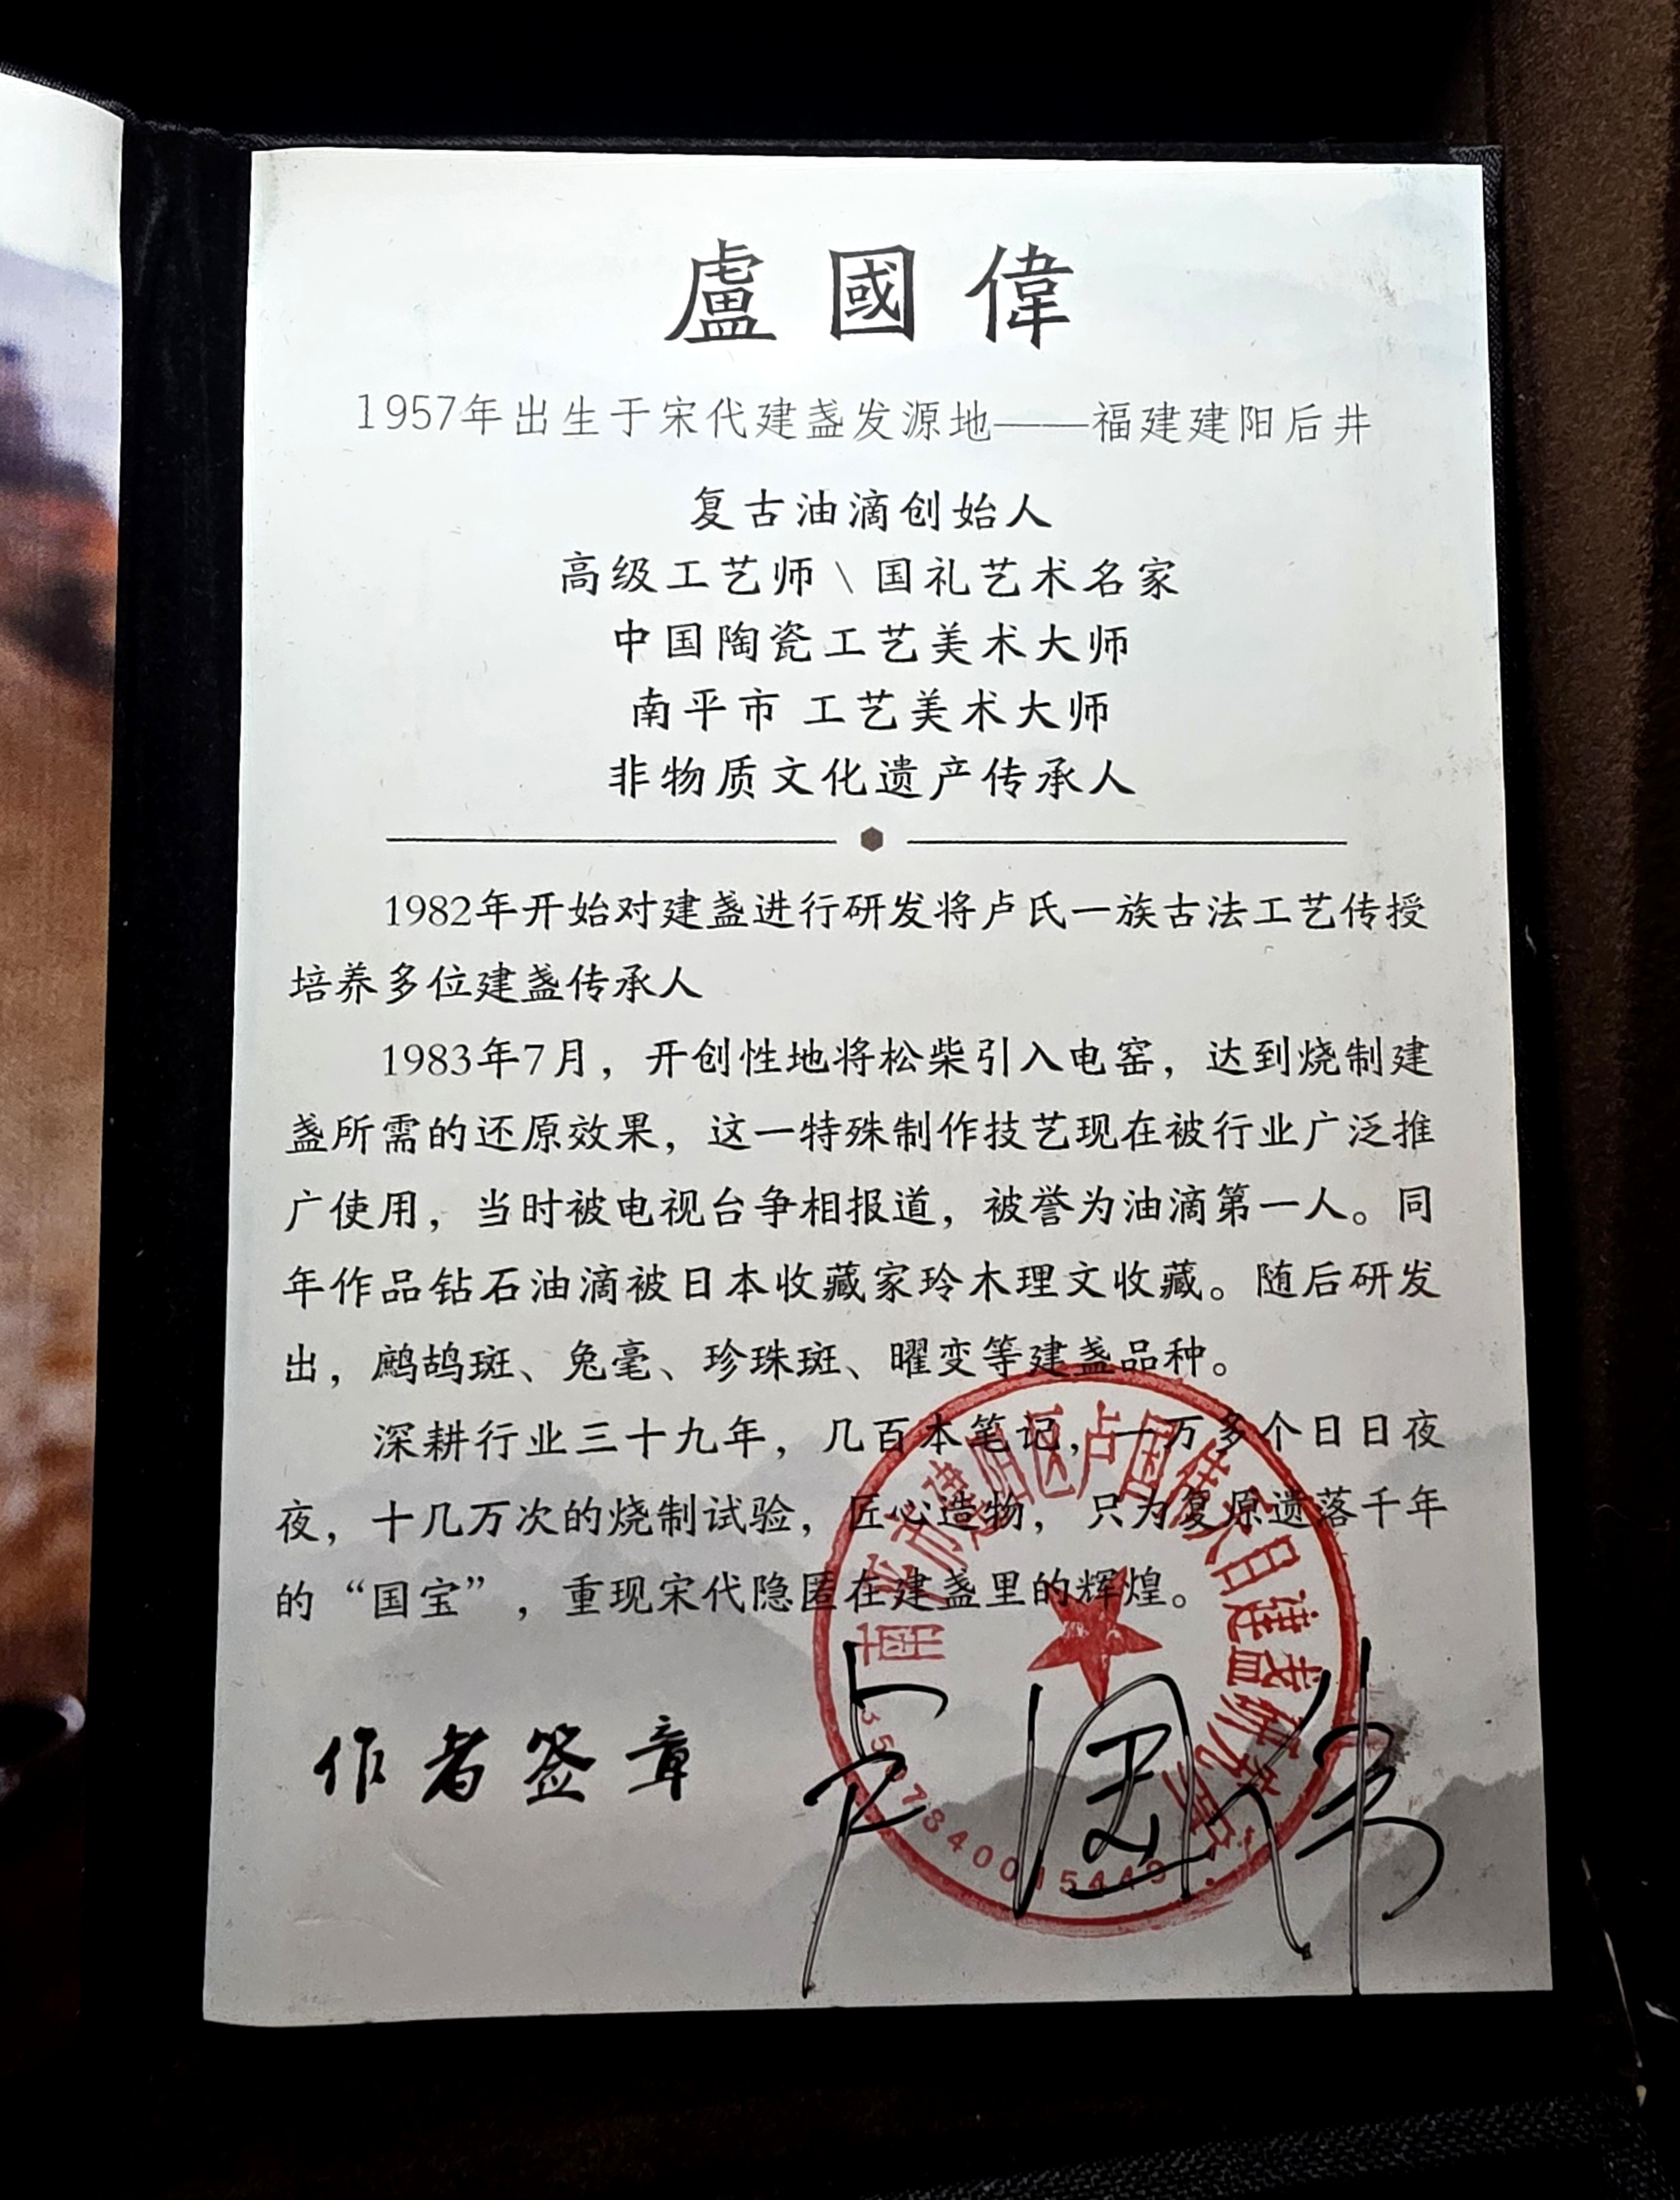 盧國偉
1957年出生于宋代建盏发源地——福建建阳后井
复古油滴创始人
高级工艺师\国礼艺术名家
中国陶瓷工艺美术大师
南平市 工艺美术大师
非物质文化遗产传承人
1982年开始对建盏进行研发将卢氏一族古法工艺传授
培养多位建盏传承人
1983年7月，开创性地将松柴引入电窑，达到烧制建
盏所需的还原效果，这一特殊制作技艺现在被行业广泛推
广使用，当时被电视台争相报道，被誉为油滴第一人。同
年作品钻石油滴被日本收藏家玲木理文收藏。随后研发
出，鹧鸪斑、兔毫、珍珠斑、曜变等建盏品种。
深耕行业三十九年，几百本笔记，一万多个日日夜
夜，十几万次的烧制试验，匠心造物，只为复原遗落千年
的“国宝”，重现宋代隐匿在建盏里的辉煌。
作者签章
卢国伟
市建阳区卢国伟建盏研究